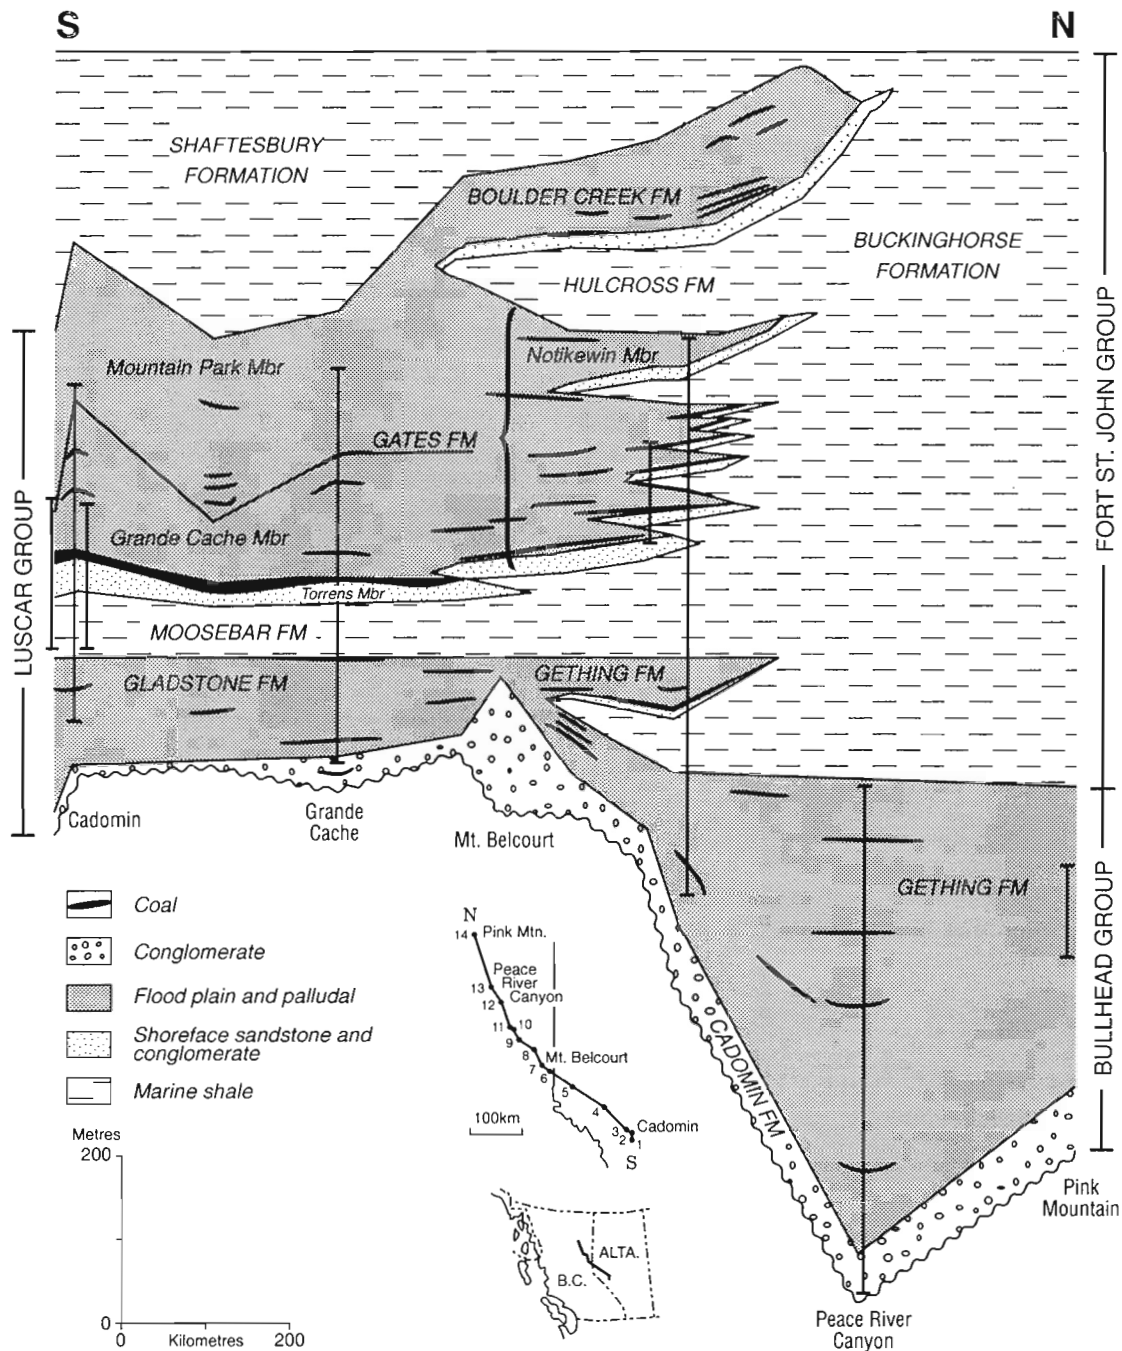 S
N
SHAFTESBURY
FORMATION
BOULDER CREEK FM
BUCKINGHORSE
FORMATION
HULCROSS FM
Mountain Park Mbr
Notikewin Mbr
GATES FM
Grande Cache Mbr
Torrens Mbr
MOOSEBAR FM
GLADSTONE FM
GETHING FM
LUSCAR GROUP
FORT ST. JOHN GROUP
Cadomin
Grande
Cache
Mt. Belcourt
GETHING FM
BULLHEAD GROUP
CADOMIN FM
Coal
Conglomerate
Flood plain and palludal
Shoreface sandstone and
conglomerate
Marine shale
N
14 Pink Mtn.
Peace
River
Canyon
13
12
11 10
9
8
7 Mt. Belcourt
6
5
4
3 Cadomin
2 1
S
100km
Metres
200
0
0 Kilometres 200
ALTA.
B.C.
Pink
Mountain
Peace River
Canyon